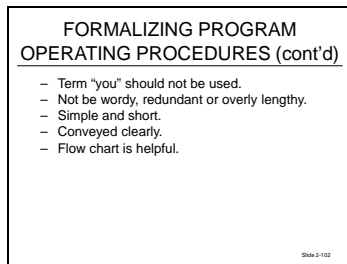 FORMALIZING PROGRAM
OPERATING PROCEDURES (cont’d)
– Term “you” should not be used.
– Not be wordy, redundant or overly lengthy.
– Simple and short.
– Conveyed clearly.
– Flow chart is helpful.
Slide 2-102